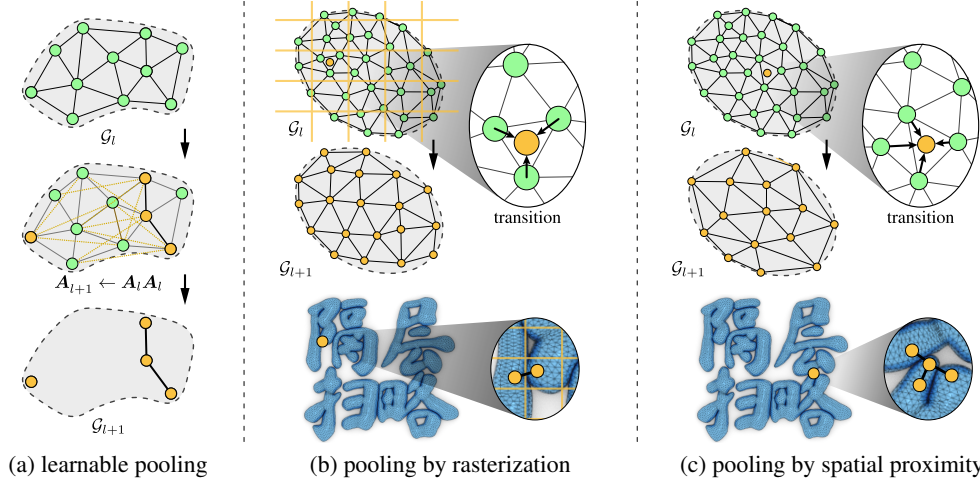 𝒢_l
A_{l+1} ← A_l A_l
𝒢_{l+1}
(a) learnable pooling
𝒢_l
transition
𝒢_{l+1}
隔层
扫略
(b) pooling by rasterization
𝒢_l
transition
𝒢_{l+1}
隔层
扫略
(c) pooling by spatial proximity